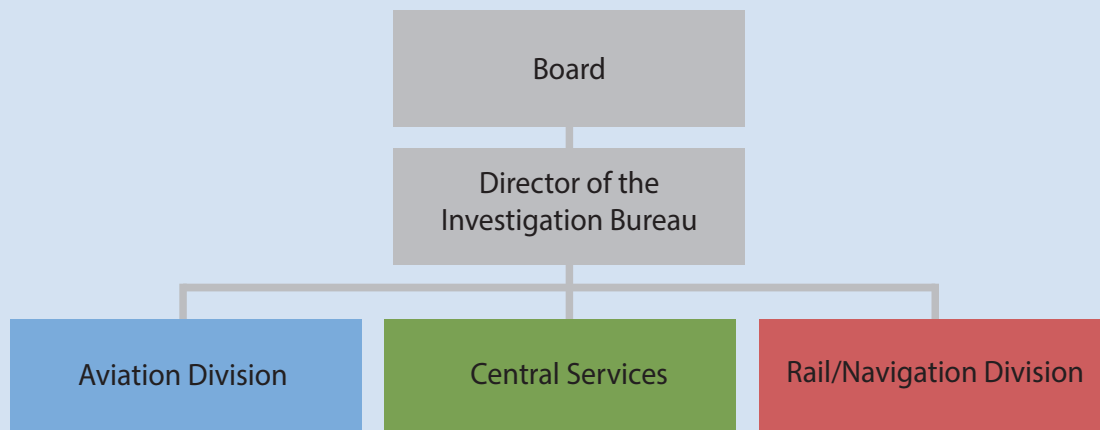 Board
Director of the
Investigation Bureau
Aviation Division
Central Services
Rail/Navigation Division